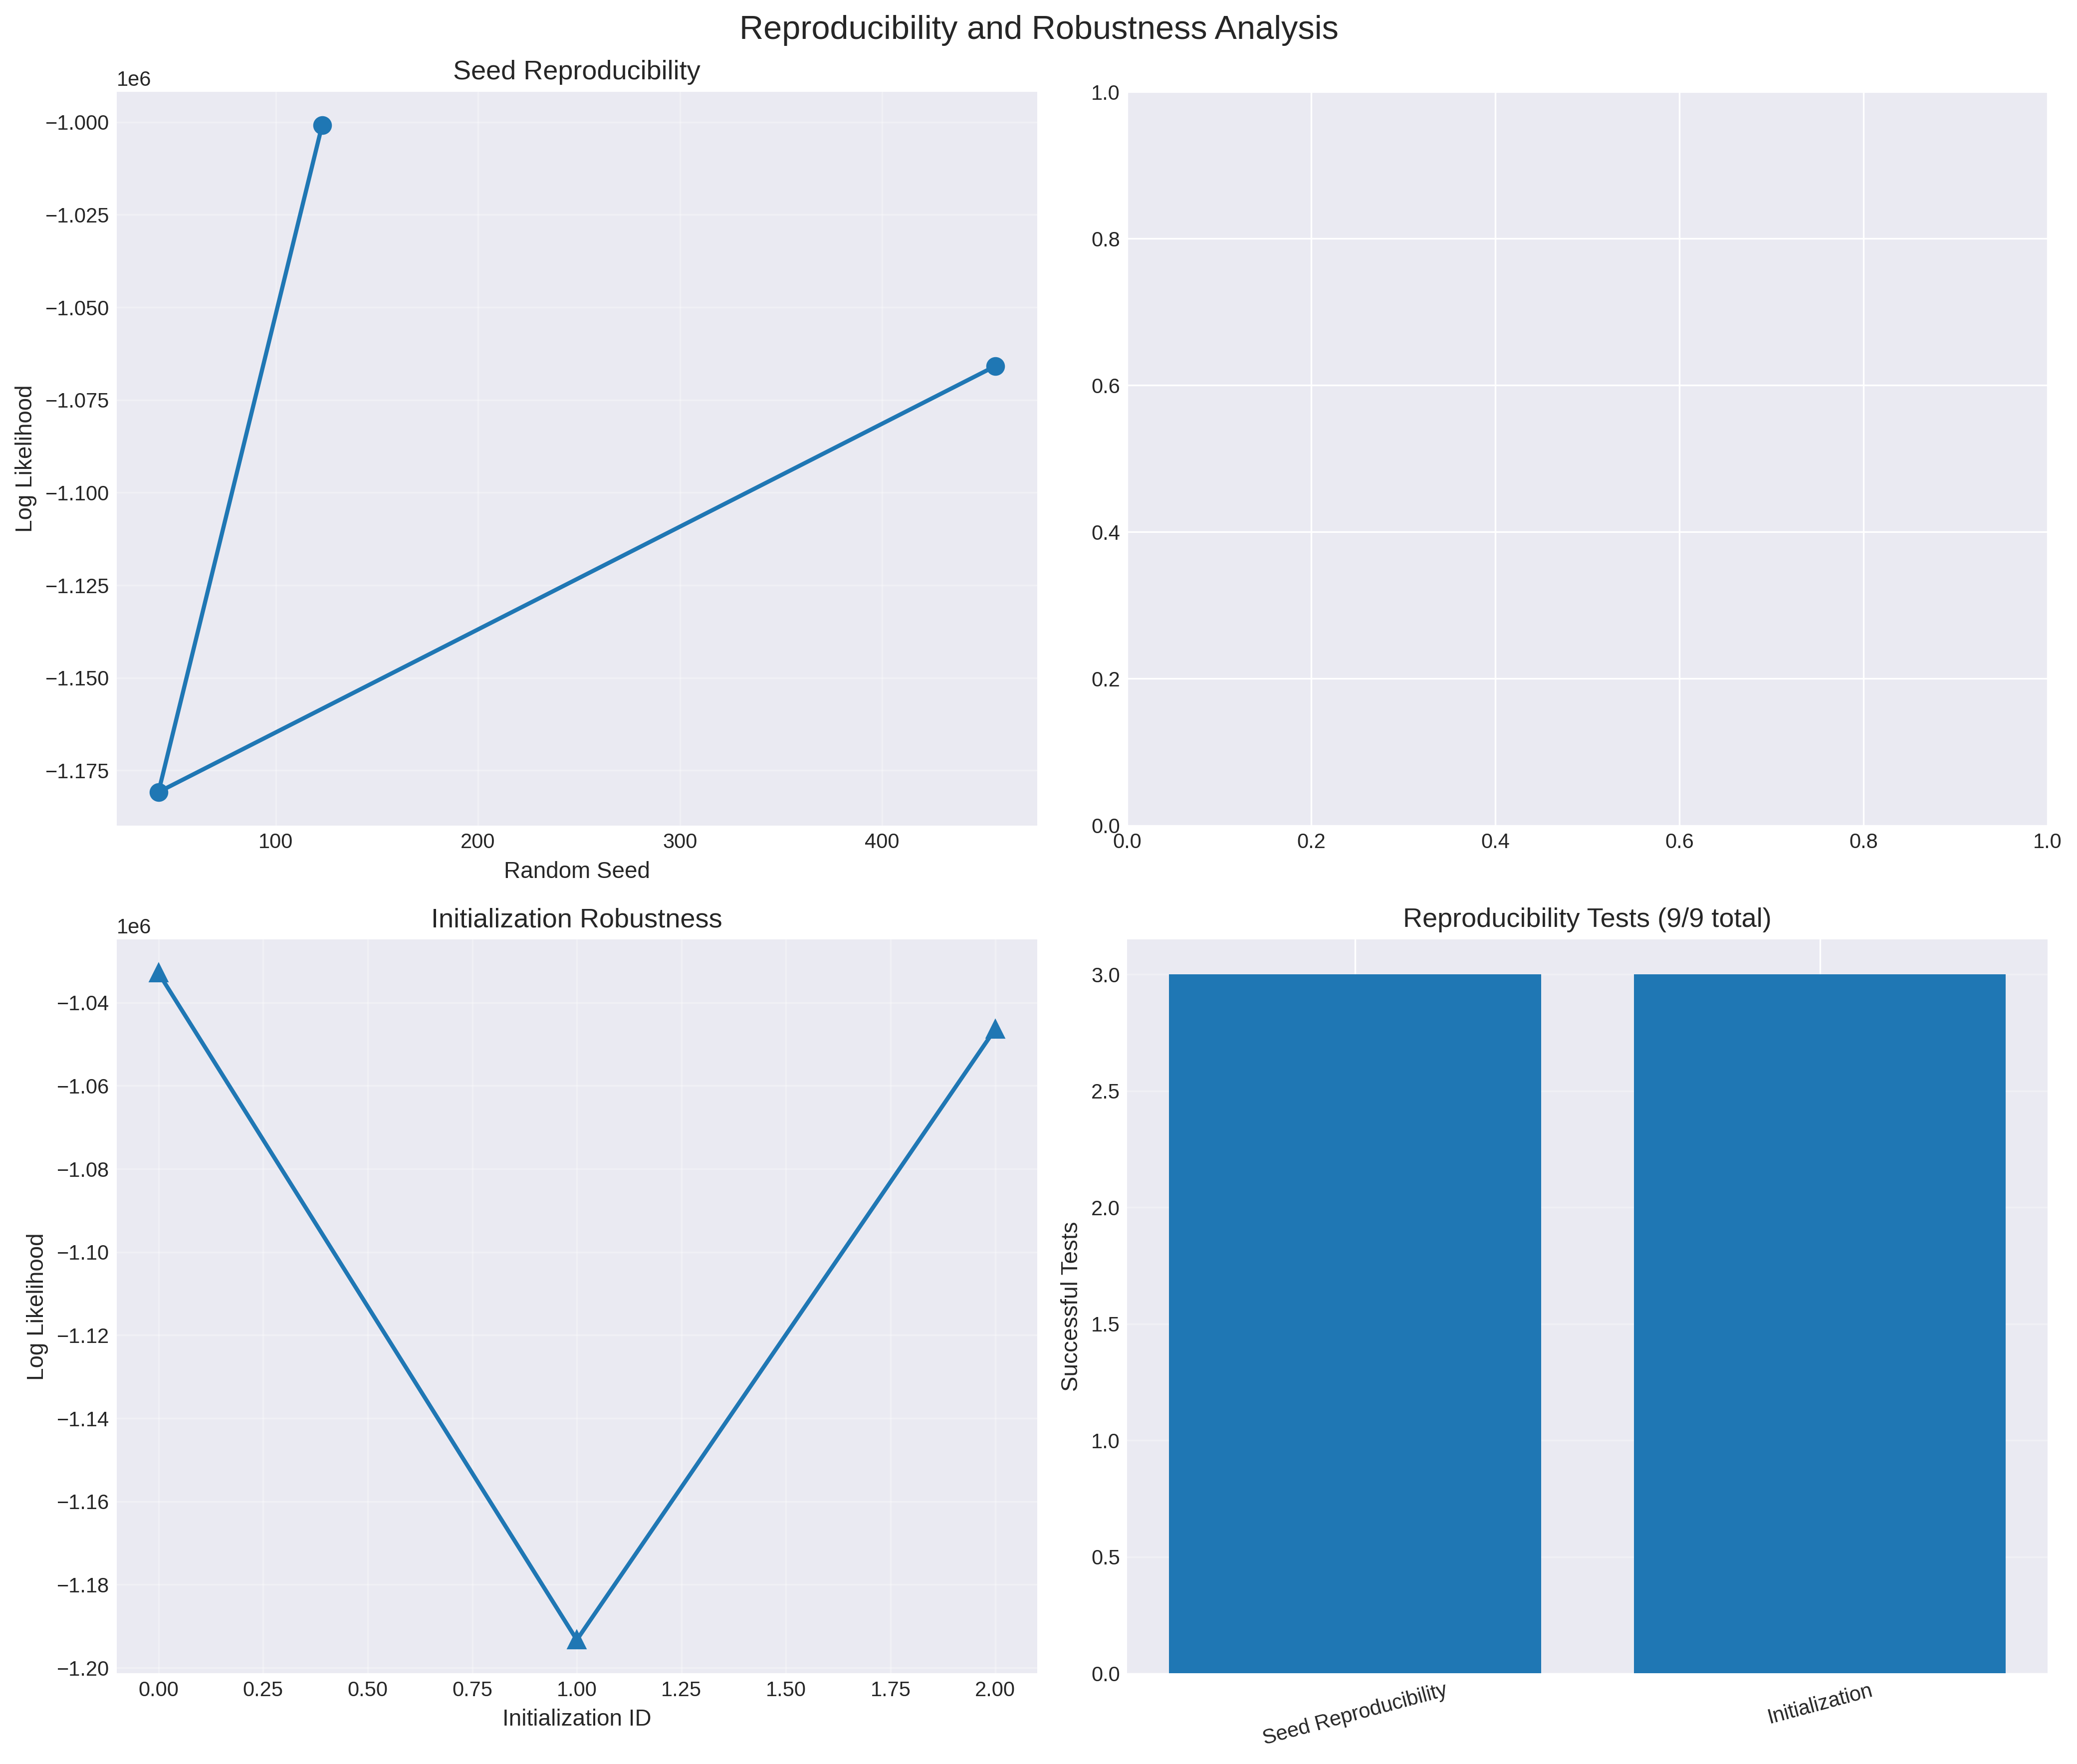 Reproducibility and Robustness Analysis
Seed Reproducibility
1e6
−1.000
−1.025
−1.050
−1.075
−1.100
−1.125
−1.150
−1.175
Log Likelihood
100 200 300 400
Random Seed
1.0
0.8
0.6
0.4
0.2
0.0
0.0 0.2 0.4 0.6 0.8 1.0
Initialization Robustness
1e6
−1.04
−1.06
−1.08
−1.10
−1.12
−1.14
−1.16
−1.18
−1.20
Log Likelihood
0.00 0.25 0.50 0.75 1.00 1.25 1.50 1.75 2.00
Initialization ID
Reproducibility Tests (9/9 total)
3.0
2.5
2.0
1.5
1.0
0.5
0.0
Successful Tests
Seed Reproducibility
Initialization